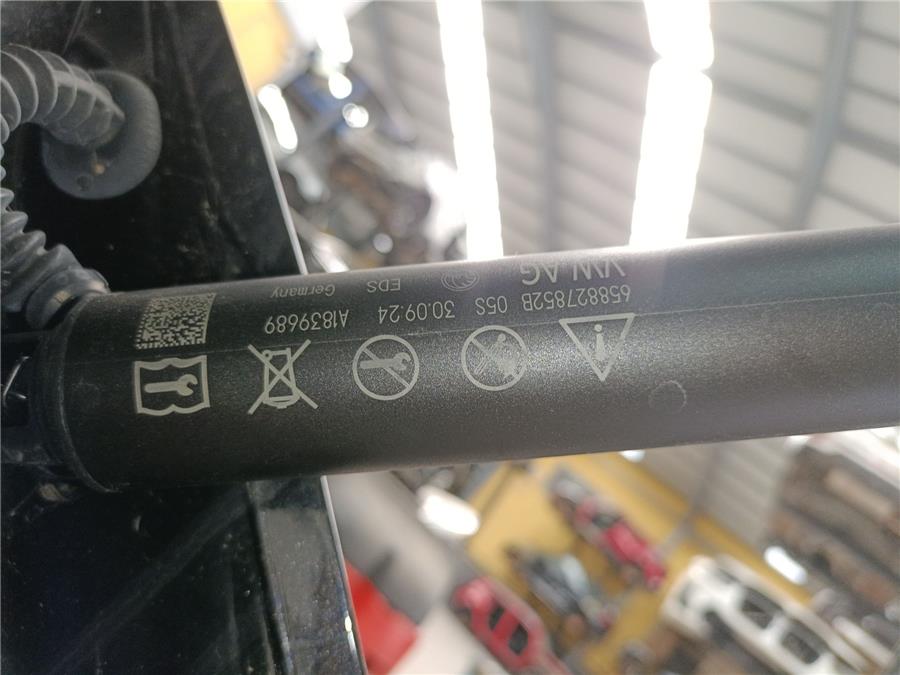 VW AG
658827852B 05S 30.09.24 A1839689
EDS Germany